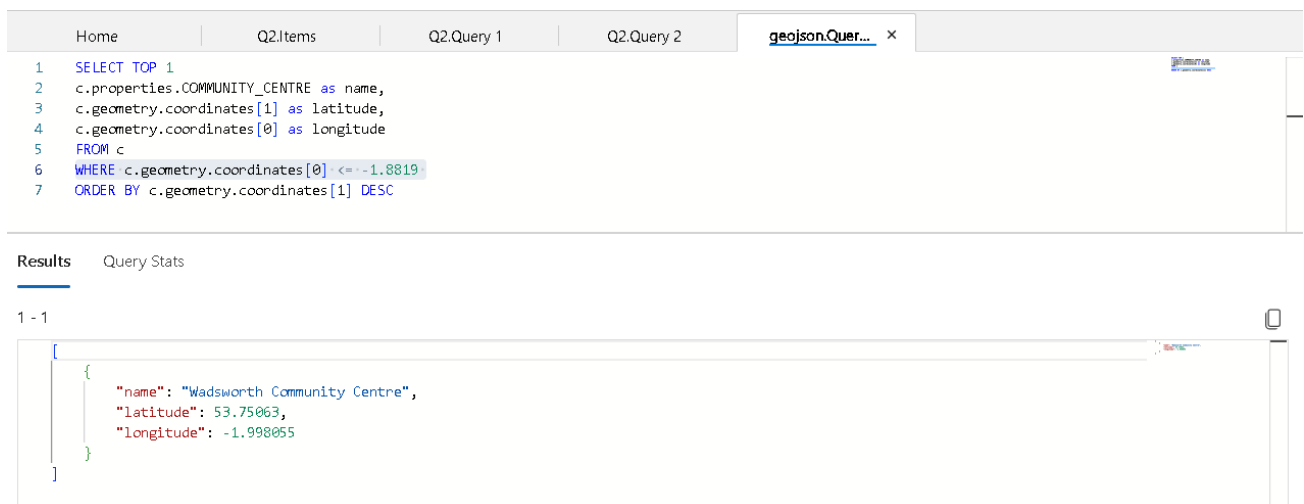 Home Q2.Items Q2.Query 1 Q2.Query 2 geojson.Quer... ×
1 SELECT TOP 1
2 c.properties.COMMUNITY_CENTRE as name,
3 c.geometry.coordinates[1] as latitude,
4 c.geometry.coordinates[0] as longitude
5 FROM c
6 WHERE c.geometry.coordinates[0] <= -1.8819
7 ORDER BY c.geometry.coordinates[1] DESC
Results Query Stats
1 - 1
[
{
"name": "Wadsworth Community Centre",
"latitude": 53.75063,
"longitude": -1.998055
}
]